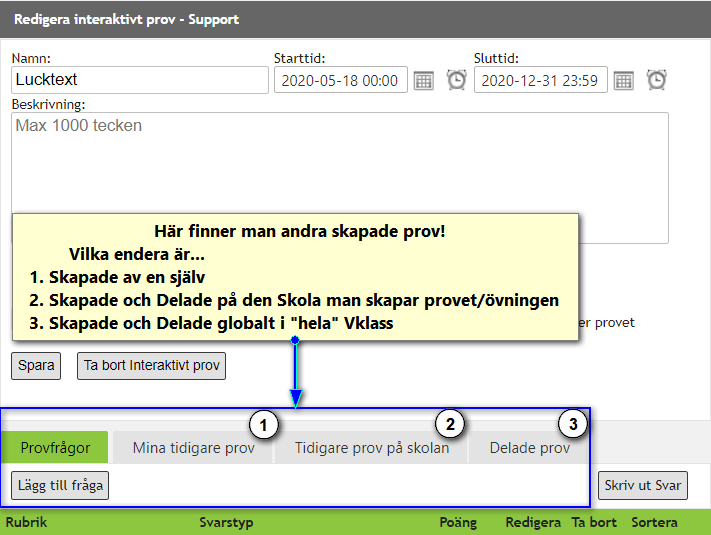 Redigera interaktivt prov - Support
Namn: Starttid: Sluttid:
Lucktext 2020-05-18 00:00 2020-12-31 23:59
Beskrivning:
Max 1000 tecken
Här finner man andra skapade prov!
Vilka endera är...
1. Skapade av en själv
2. Skapade och Delade på den Skola man skapar provet/övningen
3. Skapade och Delade globalt i "hela" Vklass
er provet
Spara Ta bort Interaktivt prov
1 2 3
Provfrågor Mina tidigare prov Tidigare prov på skolan Delade prov
Lägg till fråga Skriv ut Svar
Rubrik Svarstyp Poäng Redigera Ta bort Sortera